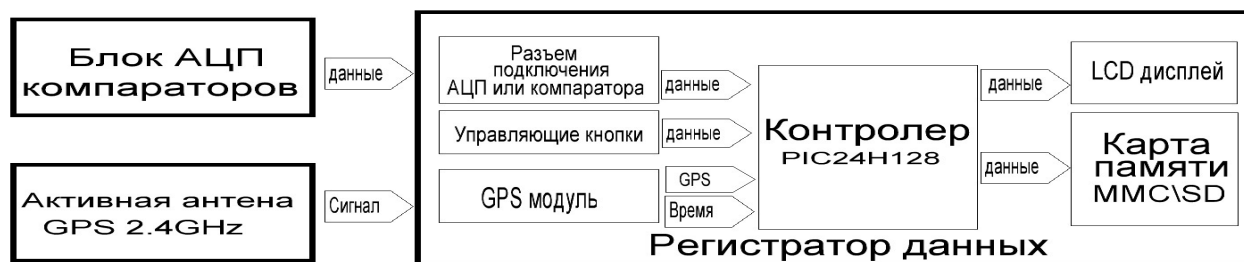 Блок АЦП
компараторов
данные
Разъем
подключения
АЦП или компаратора
данные
Управляющие кнопки
данные
Активная антена
GPS 2.4GHz
Сигнал
GPS модуль
GPS
Время
Контролер
PIC24H128
данные
LCD дисплей
данные
Карта
памяти
MMC\SD
Регистратор данных